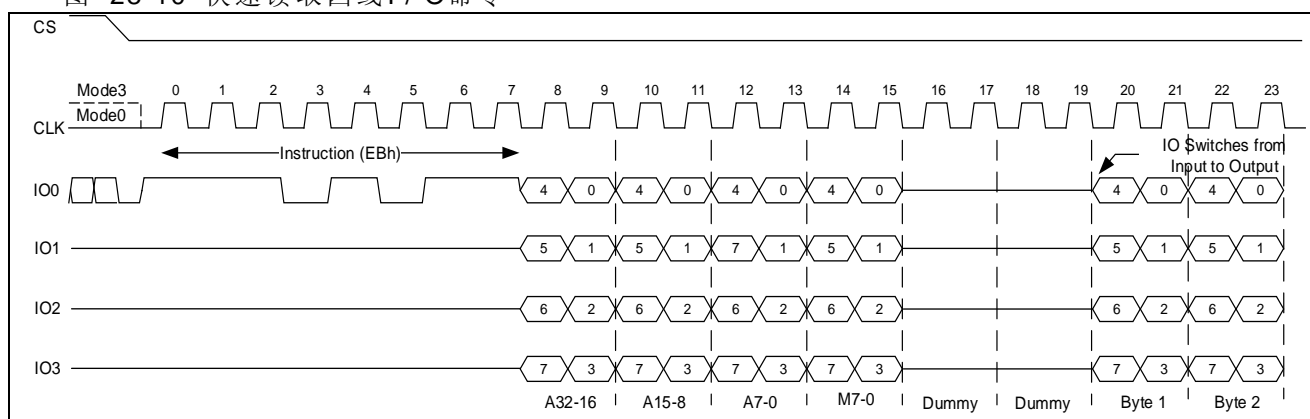 CS
Mode3 0 1 2 3 4 5 6 7 8 9 10 11 12 13 14 15 16 17 18 19 20 21 22 23
Mode0
CLK
Instruction (EBh)
IO Switches from
Input to Output
IO0 4 0 4 0 4 0 4 0 4 0 4 0
IO1 5 1 5 1 7 1 5 1 5 1 5 1
IO2 6 2 6 2 6 2 6 2 6 2 6 2
IO3 7 3 7 3 7 3 7 3 7 3 7 3
A32-16 A15-8 A7-0 M7-0 Dummy Dummy Byte 1 Byte 2